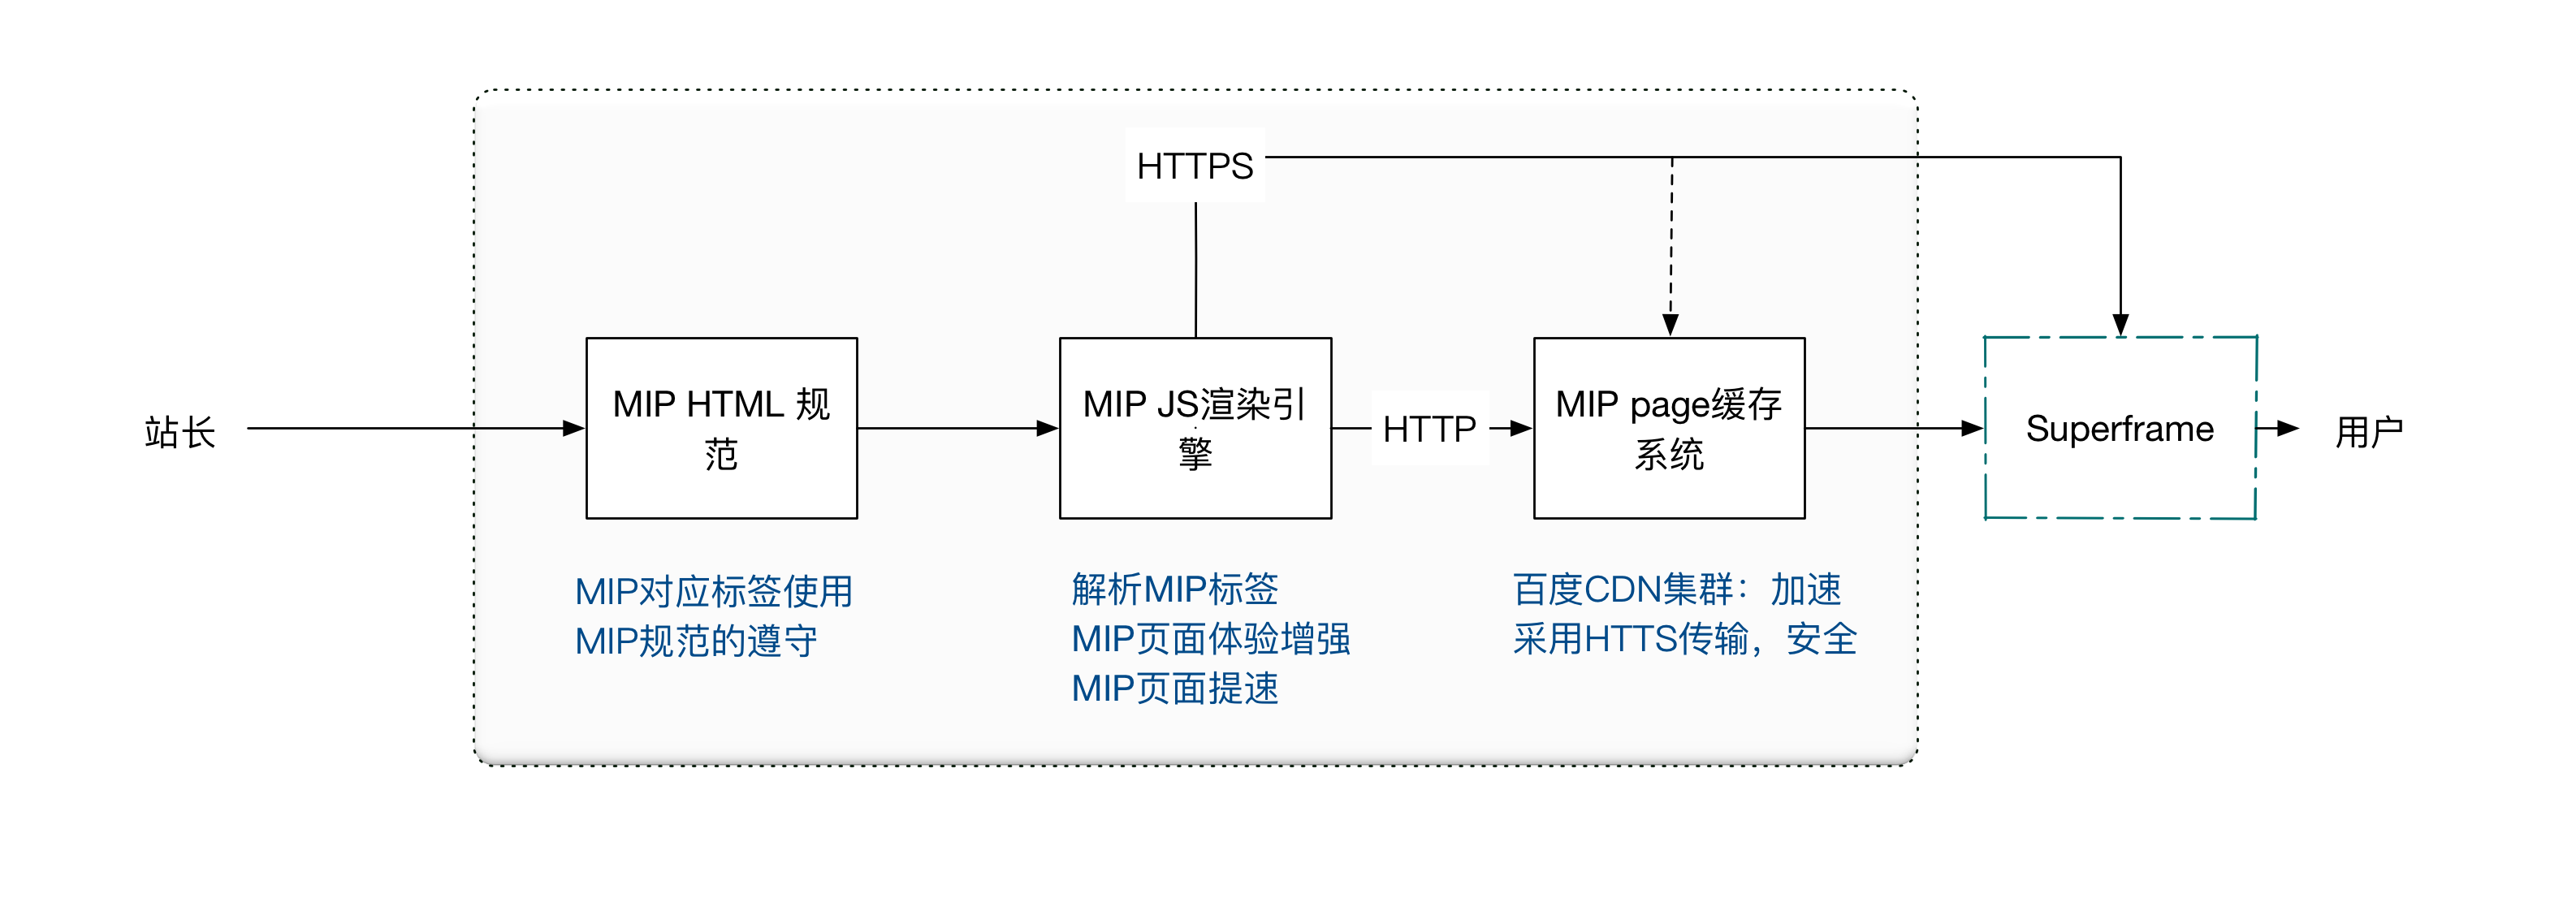 HTTPS
站长
MIP HTML 规
范
MIP JS渲染引
擎
HTTP
MIP page缓存
系统
Superframe
用户
MIP对应标签使用
MIP规范的遵守
解析MIP标签
MIP页面体验增强
MIP页面提速
百度CDN集群：加速
采用HTTS传输，安全